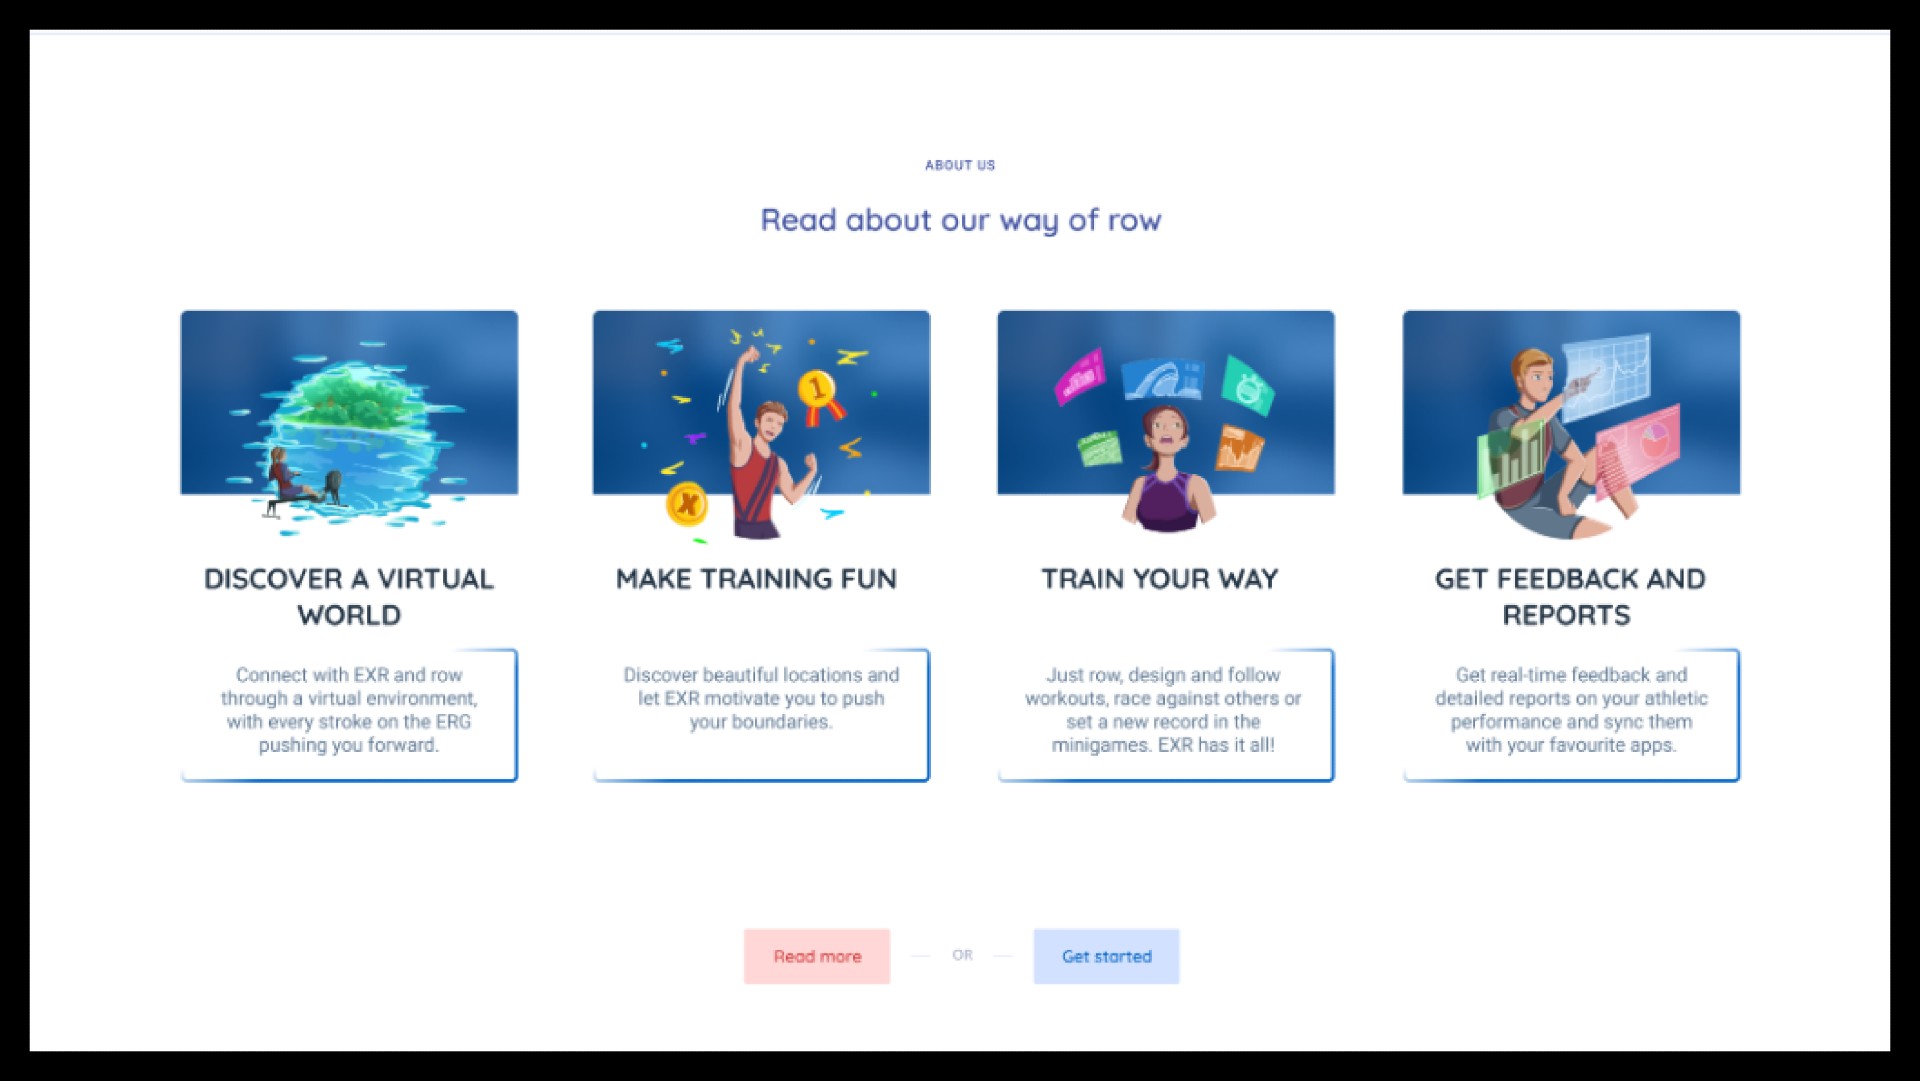 ABOUT US
Read about our way of row
DISCOVER A VIRTUAL
WORLD
Connect with EXR and row
through a virtual environment,
with every stroke on the ERG
pushing you forward.
1
X
MAKE TRAINING FUN
Discover beautiful locations and
let EXR motivate you to push
your boundaries.
TRAIN YOUR WAY
Just row, design and follow
workouts, race against others or
set a new record in the
minigames. EXR has it all!
GET FEEDBACK AND
REPORTS
Get real-time feedback and
detailed reports on your athletic
performance and sync them
with your favourite apps.
Read more
OR
Get started